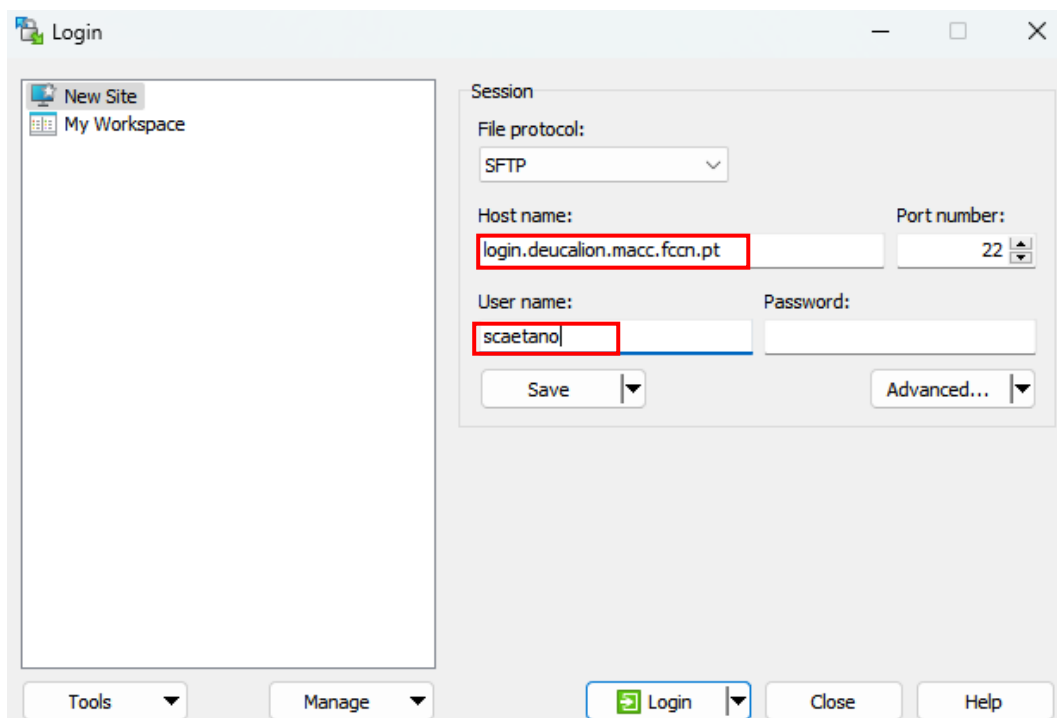 Login
New Site
My Workspace
Session
File protocol:
SFTP
Host name:
Port number:
login.deucalion.macc.fccn.pt
22
User name:
Password:
scaetano
Save
Advanced...
Tools
Manage
Login
Close
Help